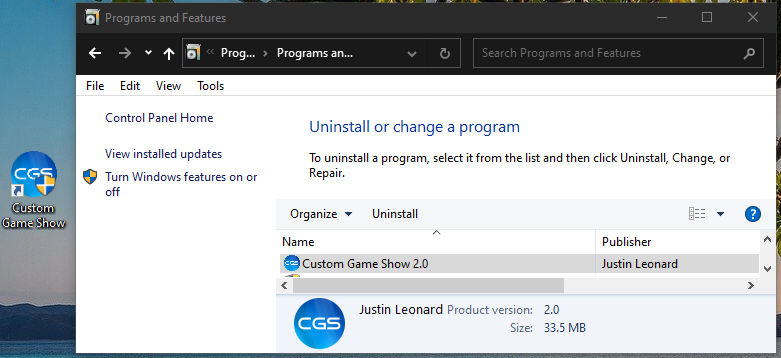 Programs and Features
Prog...
Programs an...
Search Programs and Features
File Edit View Tools
Control Panel Home
View installed updates
Turn Windows features on or
off
Uninstall or change a program
To uninstall a program, select it from the list and then click Uninstall, Change, or
Repair.
Organize Uninstall
?
Name Publisher
Custom Game Show 2.0 Justin Leonard
CGS
Justin Leonard Product version: 2.0
Size: 33.5 MB
CGS
Custom
Game Show